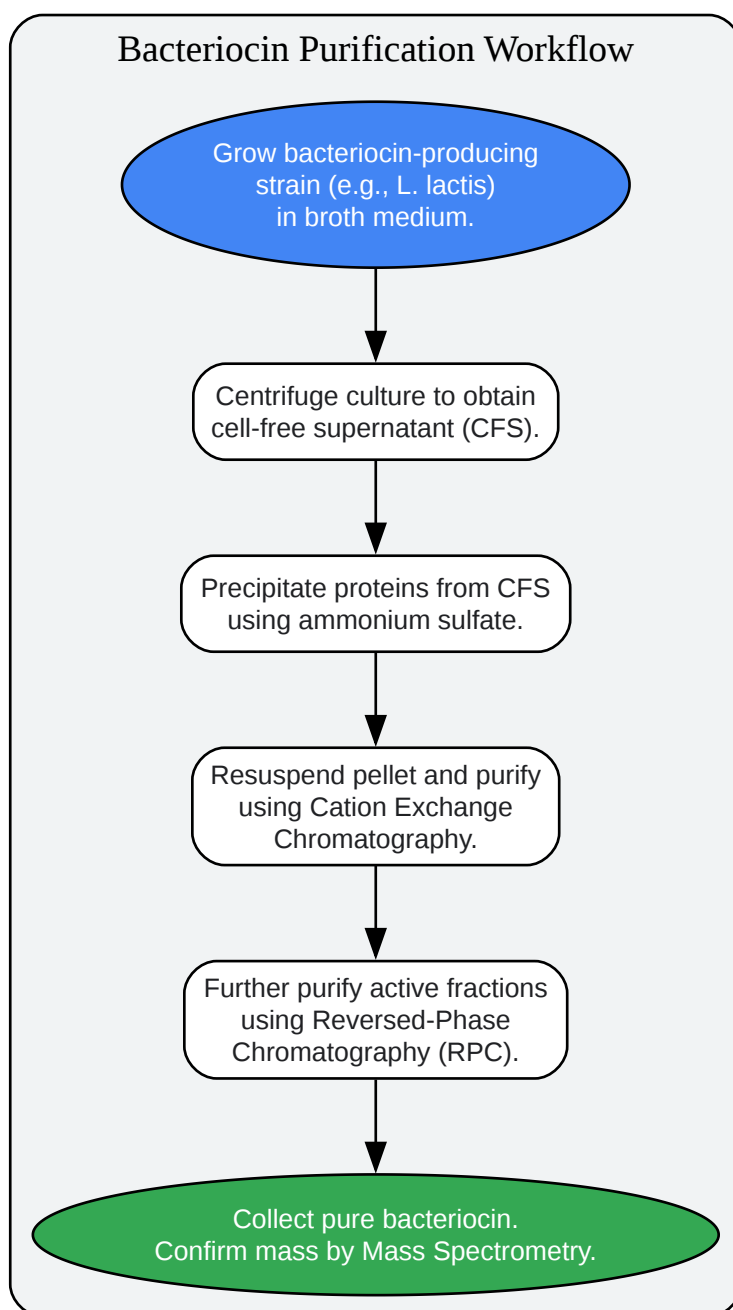 Bacteriocin Purification Workflow
Grow bacteriocin-producing
strain (e.g., L. lactis)
in broth medium.
Centrifuge culture to obtain
cell-free supernatant (CFS).
Precipitate proteins from CFS
using ammonium sulfate.
Resuspend pellet and purify
using Cation Exchange
Chromatography.
Further purify active fractions
using Reversed-Phase
Chromatography (RPC).
Collect pure bacteriocin.
Confirm mass by Mass Spectrometry.